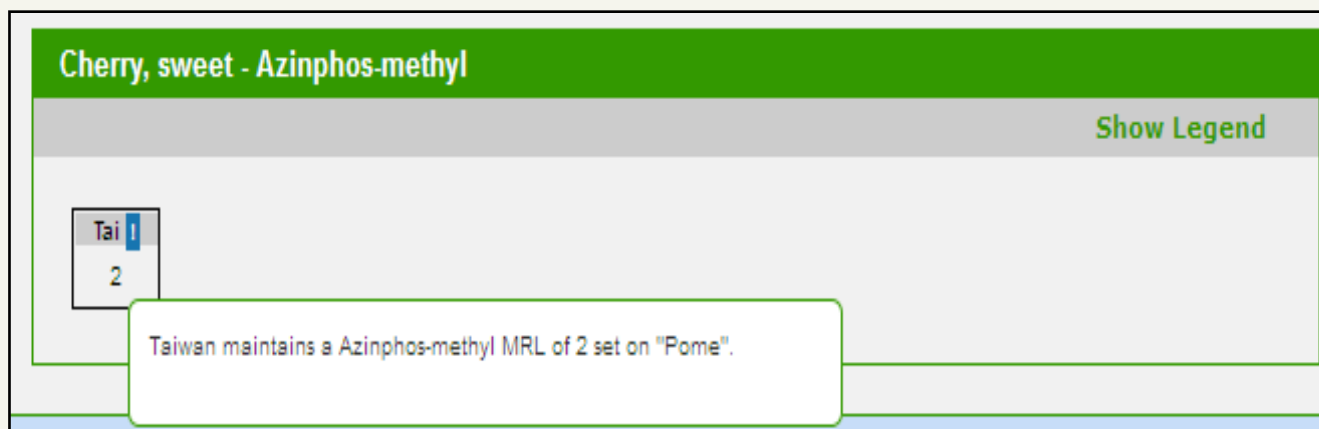 Cherry, sweet - Azinphos-methyl
Show Legend
Tai !
2
Taiwan maintains a Azinphos-methyl MRL of 2 set on "Pome".